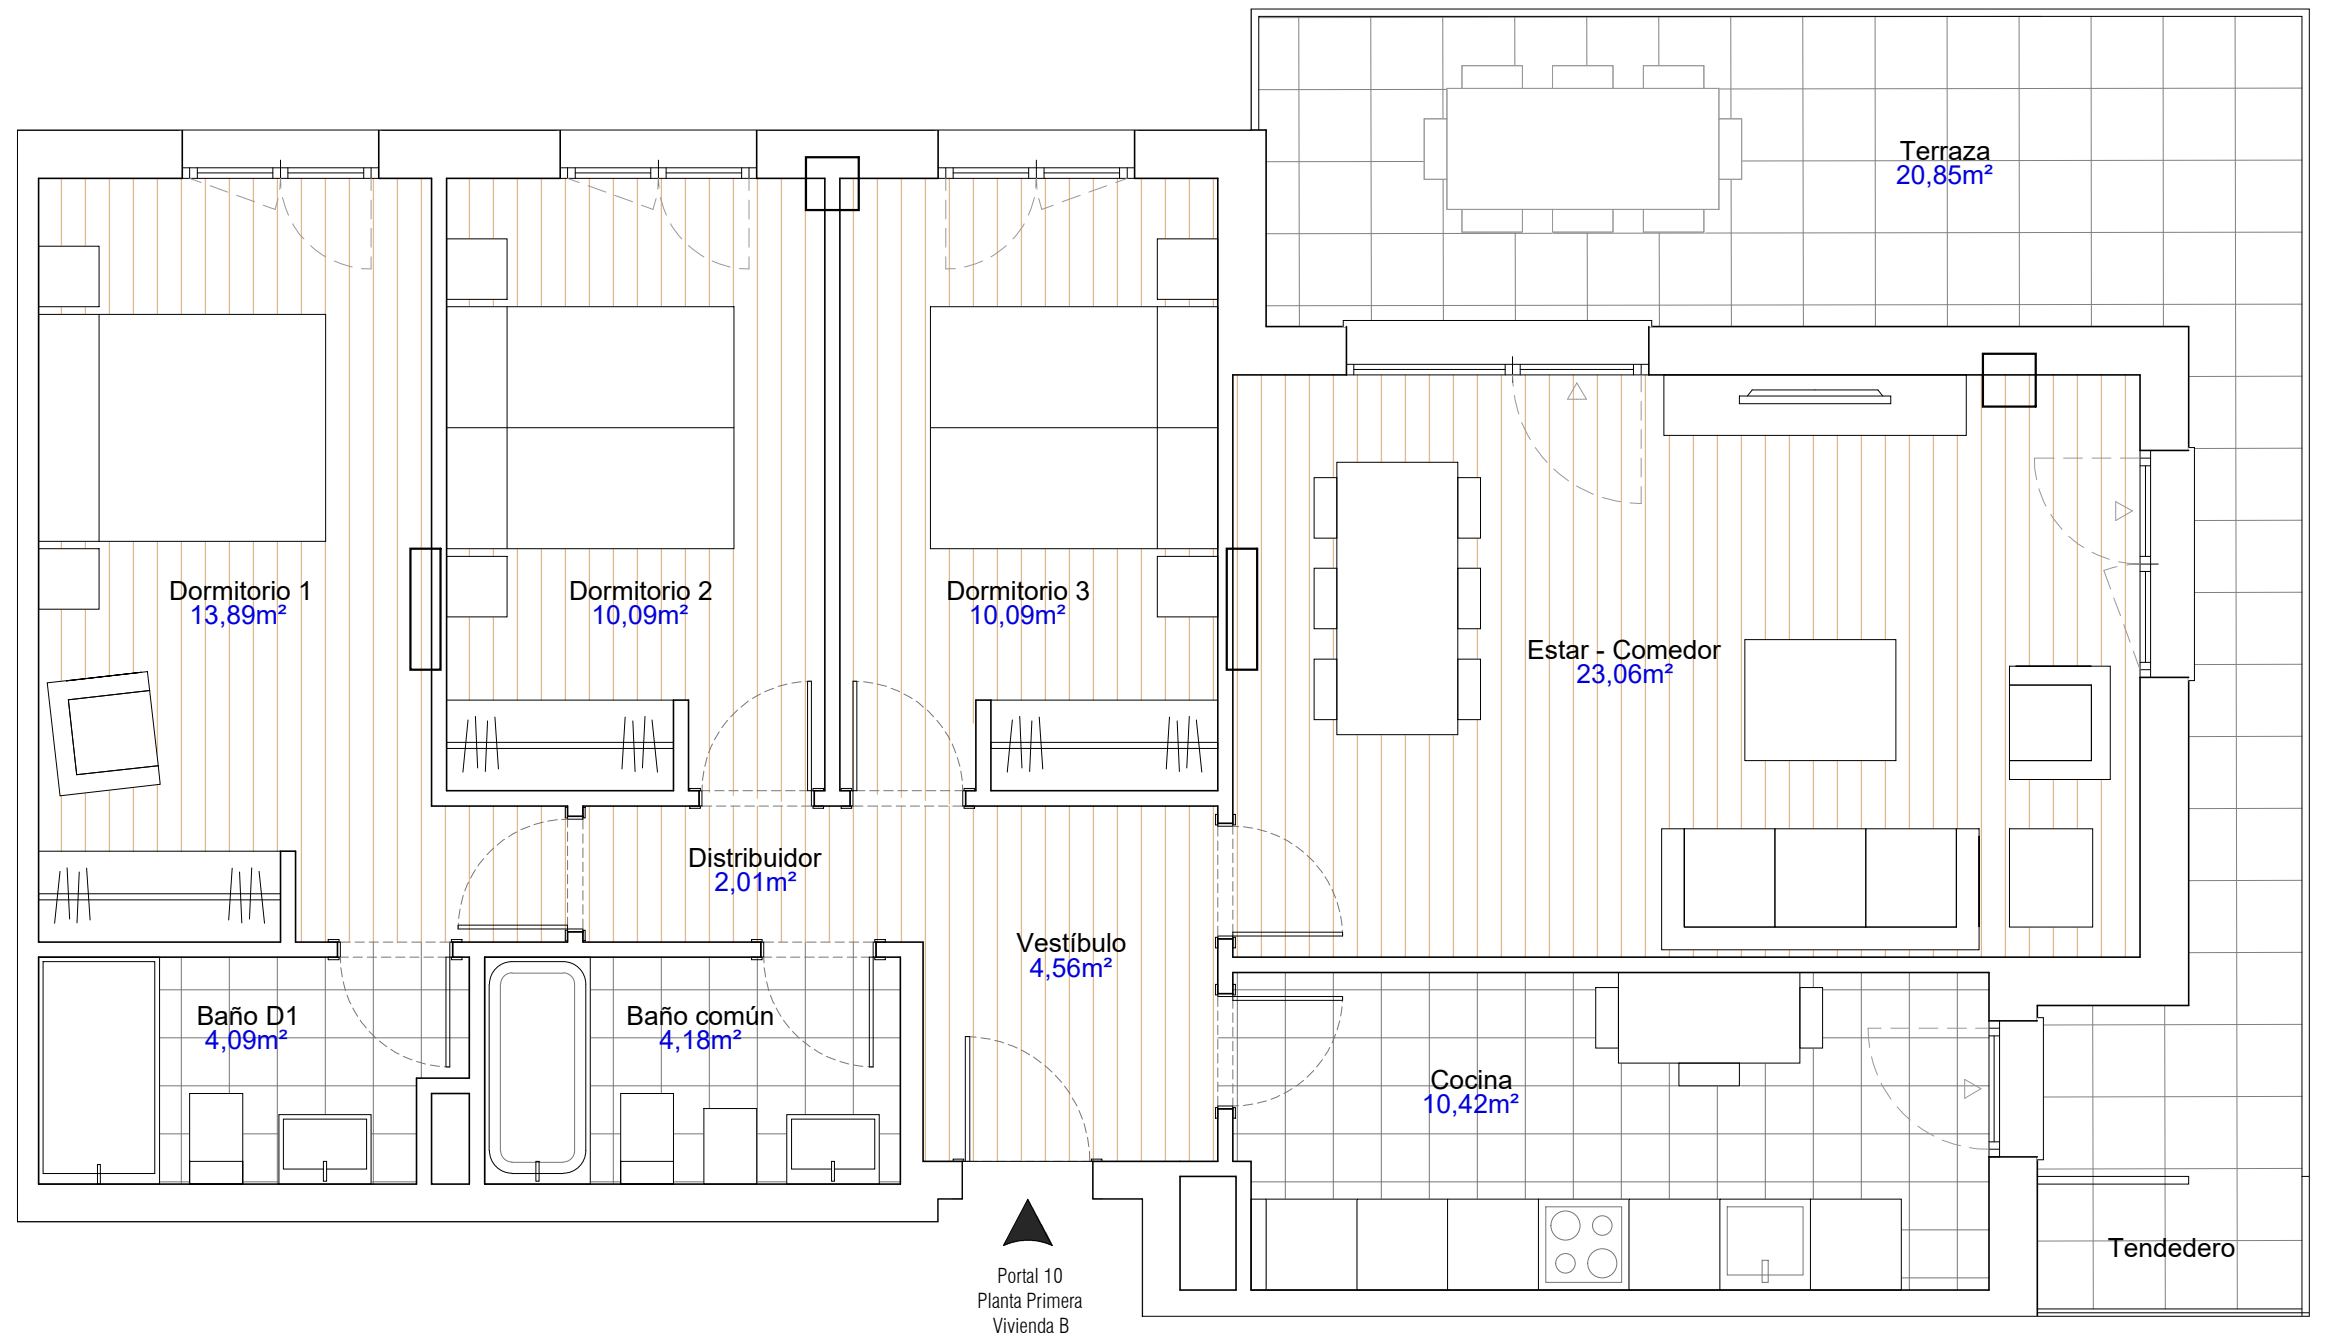 Terraza
20,85m²
Dormitorio 1
13,89m²
Dormitorio 2
10,09m²
Dormitorio 3
10,09m²
Estar - Comedor
23,06m²
Distribuidor
2,01m²
Vestíbulo
4,56m²
Baño D1
4,09m²
Baño común
4,18m²
Cocina
10,42m²
Tendedero
Portal 10
Planta Primera
Vivienda B